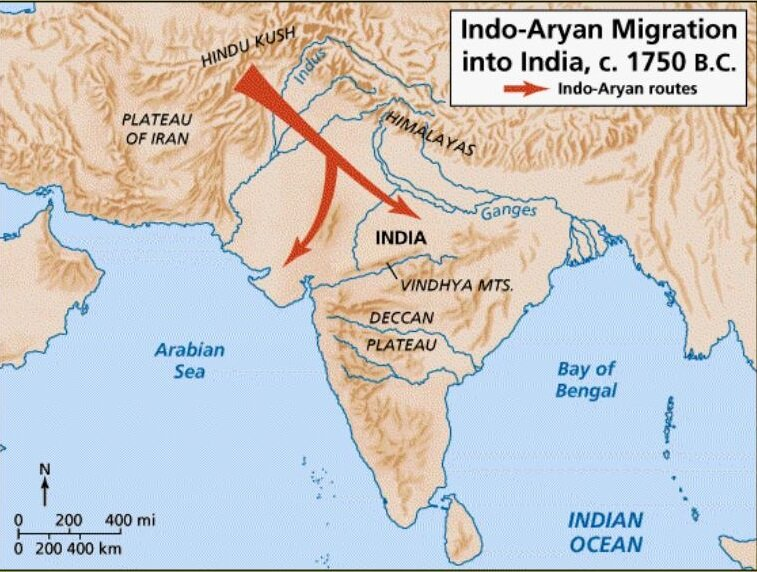 Indo-Aryan Migration
into India, c. 1750 B.C.
Indo-Aryan routes
HINDU KUSH
Indus
PLATEAU
OF IRAN
HIMALAYAS
Ganges
INDIA
VINDHYA MTS.
DECCAN
PLATEAU
Arabian
Sea
Bay of
Bengal
N
0 200 400 mi
0 200 400 km
INDIAN
OCEAN